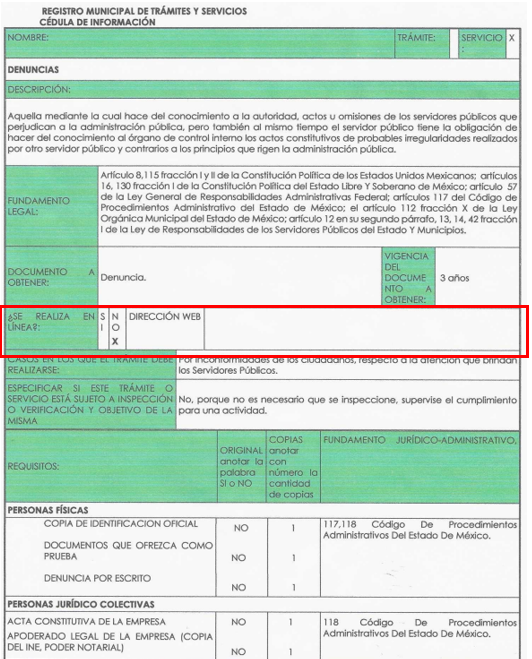 REGISTRO MUNICIPAL DE TRÁMITES Y SERVICIOS
CÉDULA DE INFORMACIÓN
NOMBRE:
TRÁMITE:
SERVICIO X
:
DENUNCIAS
DESCRIPCIÓN:
Aquella mediante la cual hace del conocimiento a la autoridad, actos u omisiones de los servidores públicos que
perjudican a la administración pública, pero también al mismo tiempo el servidor público tiene la obligación de
hacer del conocimiento al órgano de control interno los actos constitutivos de probables irregularidades realizados
por otro servidor público y contrarios a los principios que rigen la administración pública.
FUNDAMENTO
LEGAL:
Artículo 8,115 fracción I y II de la Constitución Política de los Estados Unidos Mexicanos; artículos
16, 130 fracción I de la Constitución Política del Estado Libre Y Soberano de México; artículo 57
de la Ley General de Responsabilidades Administrativas Federal; artículos 117 del Código de
Procedimientos Administrativo del Estado de México; el artículo 112 fracción X de la Ley
Orgánica Municipal del Estado de México; artículo 12 en su segundo párrafo, 13, 14, 42 fracción
I de la Ley de Responsabilidades de los Servidores Públicos del Estado Y Municipios.
DOCUMENTO A
OBTENER:
Denuncia.
VIGENCIA
DEL
DOCUME
NTO A
OBTENER:
3 años
¿SE REALIZA EN
LÍNEA?:
S
I
N
O
X
DIRECCIÓN WEB
CASOS EN LOS QUE EL TRÁMITE DEBE
REALIZARSE:
Por inconformidades de los ciudadanos, respecto a la atención que brindan
los Servidores Públicos.
ESPECIFICAR SI ESTE TRÁMITE O
SERVICIO ESTÁ SUJETO A INSPECCIÓN
O VERIFICACIÓN Y OBJETIVO DE LA
MISMA
No, porque no es necesario que se inspeccione, supervise el cumplimiento
para una actividad.
REQUISITOS:
ORIGINAL
anotar la
palabra
SI o NO
COPIAS
anotar
con
número la
cantidad
de copias
FUNDAMENTO JURÍDICO-ADMINISTRATIVO.
PERSONAS FÍSICAS
COPIA DE IDENTIFICACION OFICIAL
NO
1
DOCUMENTOS QUE OFREZCA COMO
PRUEBA
NO
1
DENUNCIA POR ESCRITO
NO
1
117,118 Código De Procedimientos
Administrativos Del Estado De México.
PERSONAS JURÍDICO COLECTIVAS
ACTA CONSTITUTIVA DE LA EMPRESA
NO
1
APODERADO LEGAL DE LA EMPRESA (COPIA
DEL INE, PODER NOTARIAL)
NO
1
118 Código De Procedimientos
Administrativos Del Estado De México.